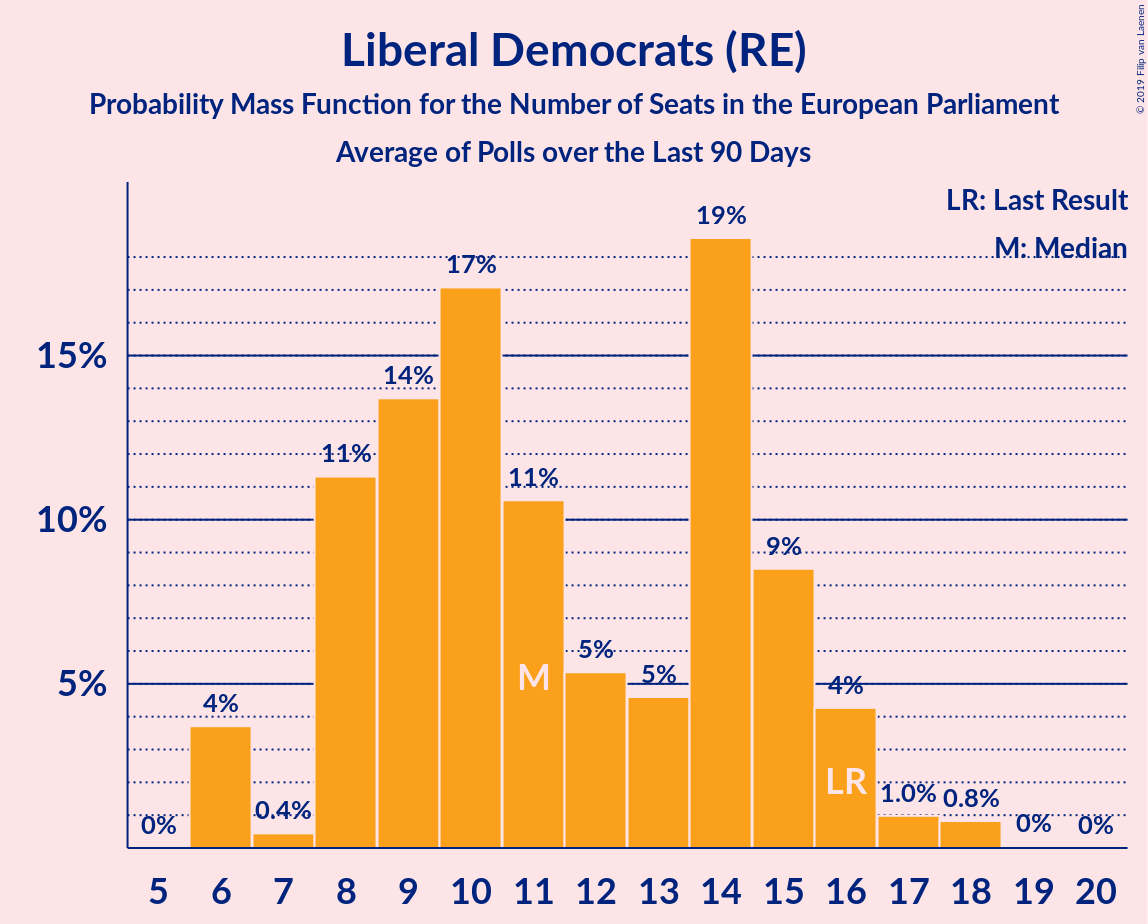 Liberal Democrats (RE)
Probability Mass Function for the Number of Seats in the European Parliament
Average of Polls over the Last 90 Days
© 2019 Filip van Laenen
LR: Last Result
M: Median
15%
10%
5%
0%
4%
0.4%
11%
14%
17%
11%
5%
5%
19%
9%
4%
1.0%
0.8%
0%
0%
M
LR
5 6 7 8 9 10 11 12 13 14 15 16 17 18 19 20